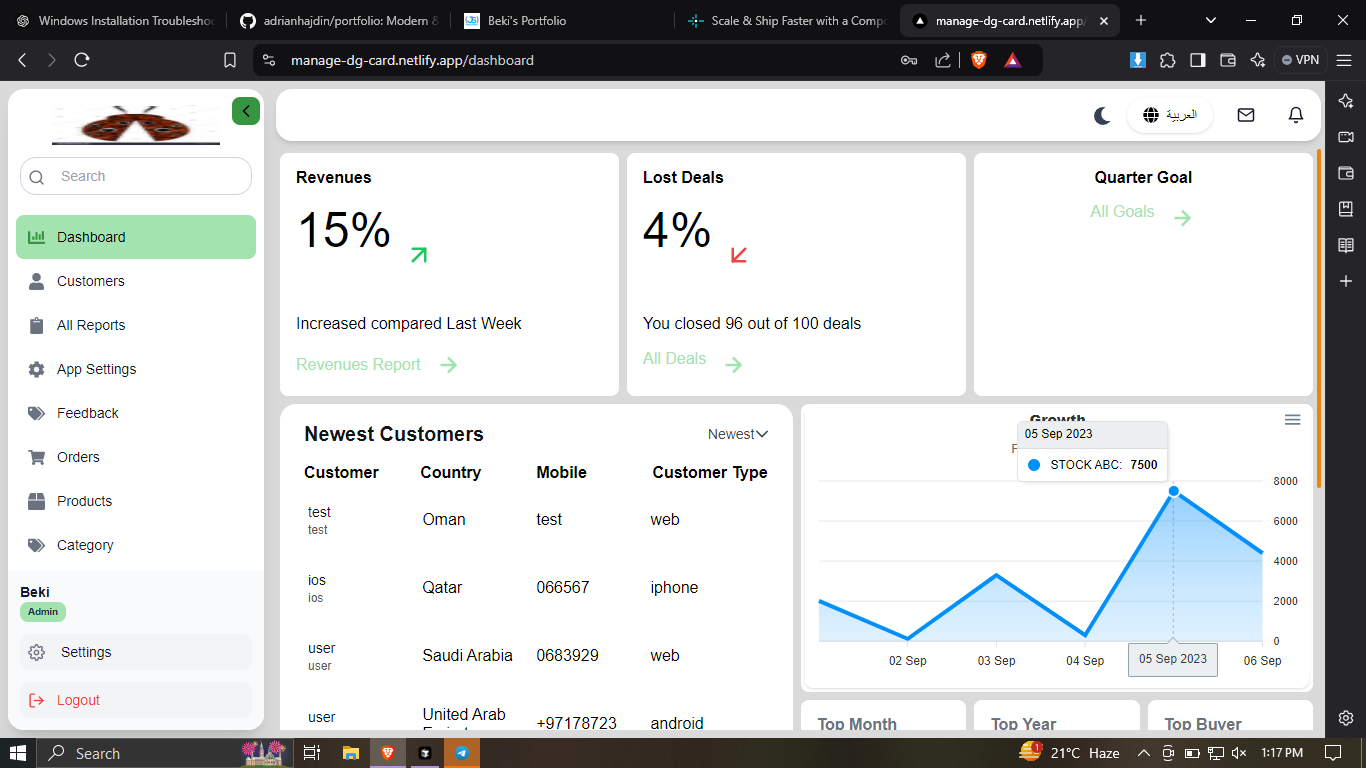 Windows Installation Troubleshoo
adrianhajdin/portfolio: Modern &
Beki's Portfolio
Scale & Ship Faster with a Compo
manage-dg-card.netlify.app/
manage-dg-card.netlify.app/dashboard
VPN
العربية
Search
Dashboard
Customers
All Reports
App Settings
Feedback
Orders
Products
Category
Beki
Admin
Settings
Logout
Revenues
15%
Increased compared Last Week
Revenues Report
Lost Deals
4%
You closed 96 out of 100 deals
All Deals
Quarter Goal
All Goals
Newest Customers
Newest
Customer Country Mobile Customer Type
test
test
Oman test web
ios
ios
Qatar 066567 iphone
user
user
Saudi Arabia 0683929 web
user
United Arab
+97178723 android
Growth
05 Sep 2023
STOCK ABC: 7500
8000
6000
4000
2000
0
02 Sep 03 Sep 04 Sep 05 Sep 2023 06 Sep
Top Month
Top Year
Top Buyer
Search
1
21°C Haze
1:17 PM